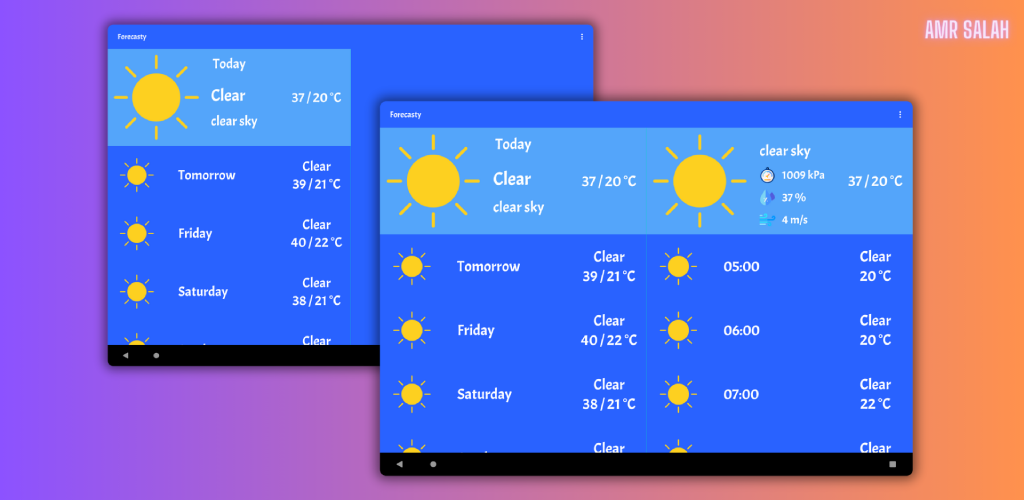 AMR SALAH
Forecasty
Today
Clear
37 / 20 °C
clear sky
Tomorrow
Clear
39 / 21 °C
Friday
Clear
40 / 22 °C
Saturday
Clear
38 / 21 °C
Clear
Forecasty
Today
Clear
37 / 20 °C
clear sky
Tomorrow
Clear
39 / 21 °C
Friday
Clear
40 / 22 °C
Saturday
Clear
38 / 21 °C
Clear
clear sky
1009 kPa
37 %
4 m/s
37 / 20 °C
05:00
Clear
20 °C
06:00
Clear
20 °C
07:00
Clear
22 °C
Clear